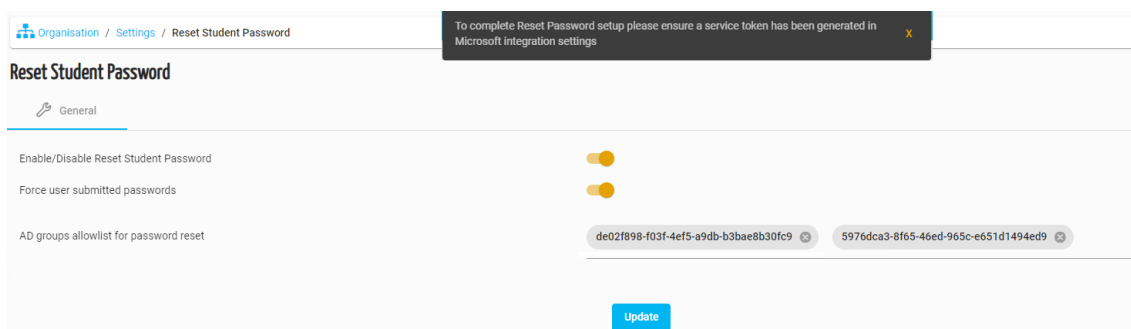 To complete Reset Password setup please ensure a service token has been generated in
Microsoft integration settings
X
Organisation / Settings / Reset Student Password
Reset Student Password
General
Enable/Disable Reset Student Password
Force user submitted passwords
AD groups allowlist for password reset
de02f898-f03f-4ef5-a9db-b3bae8b30fc9
5976dca3-8f65-46ed-965c-e651d1494ed9
Update